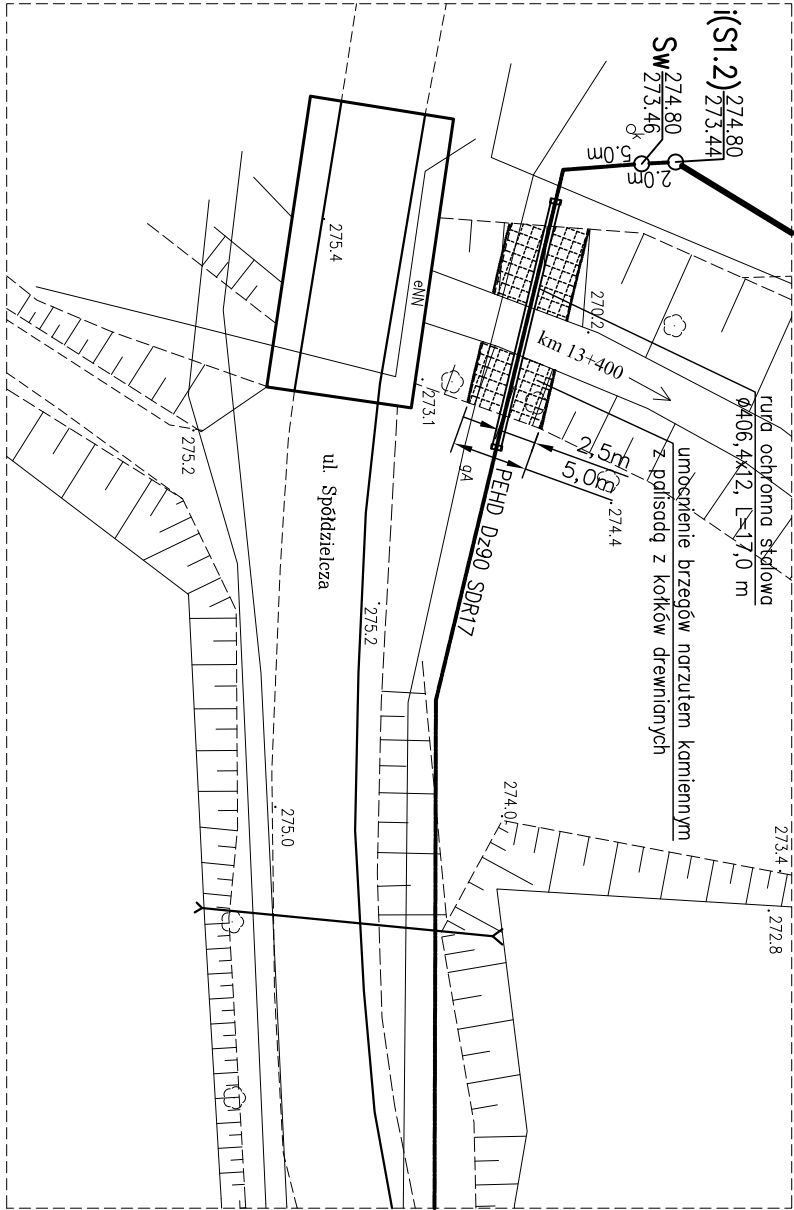 i(S1.2)
274.80
273.44
Sw
274.80
273.46
5.0m
2.0m
275.4
eNN
270.2
km 13+400
rura ochronna stalowa
ø406,4x12, L=17,0 m
umocnienie brzegów narzutem kamiennym
z palisadą z kołków drewnianych
2,5m
5,0m
273.1
274.4
gA
PEHD Dz90 SDR17
275.2
ul. Spółdzielcza
275.2
275.0
274.0
273.4
272.8